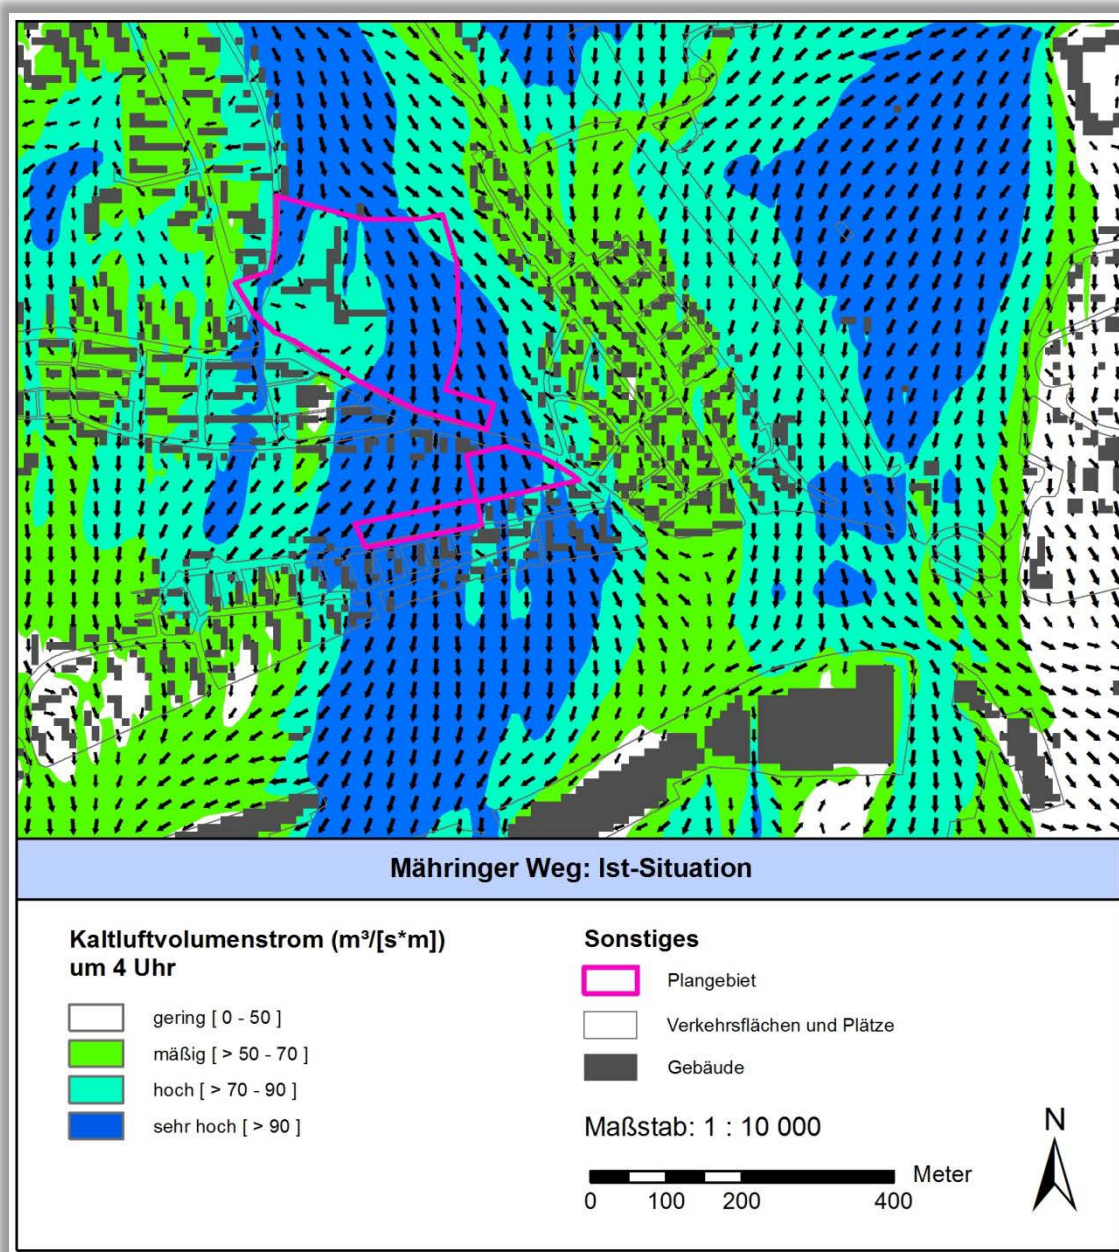 Mähringer Weg: Ist-Situation
Kaltluftvolumenstrom (m³/[s*m])
um 4 Uhr
gering [ 0 - 50 ]
mäßig [ > 50 - 70 ]
hoch [ > 70 - 90 ]
sehr hoch [ > 90 ]
Sonstiges
Plangebiet
Verkehrsflächen und Plätze
Gebäude
Maßstab: 1 : 10 000
Meter
0 100 200 400
N